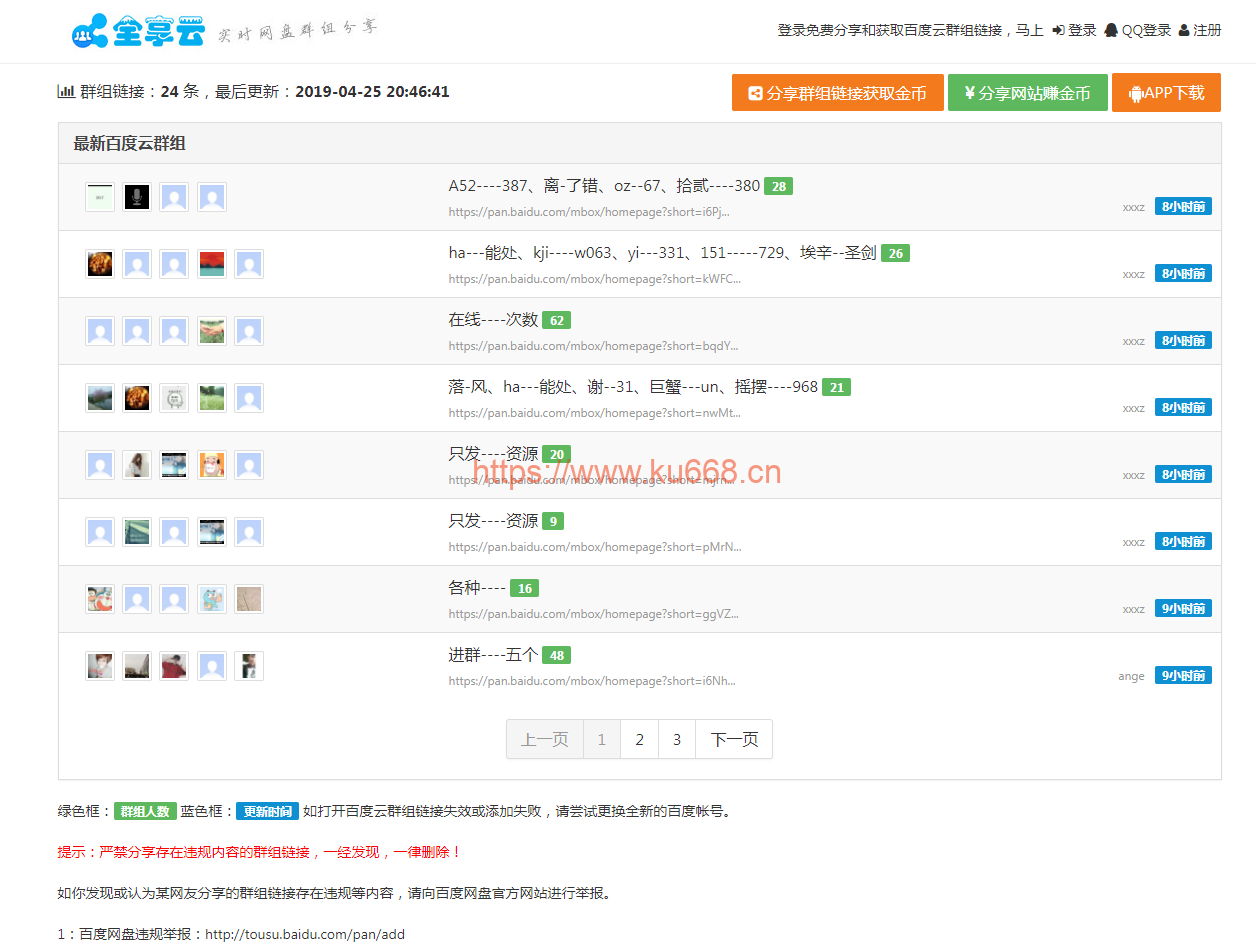 全享云 实时网盘群组分享
登录免费分享和获取百度云群组链接，马上 登录 QQ登录 注册
群组链接：24 条，最后更新：2019-04-25 20:46:41
分享群组链接获取金币 ¥分享网站赚金币 APP下载
最新百度云群组
A52----387、离-了错、oz--67、拾贰----380 28
https://pan.baidu.com/mbox/homepage?short=i6Pj...
xxxz 8小时前
ha---能处、kji----w063、yi---331、151-----729、埃辛--圣剑 26
https://pan.baidu.com/mbox/homepage?short=kWFC...
xxxz 8小时前
在线----次数 62
https://pan.baidu.com/mbox/homepage?short=bqdY...
xxxz 8小时前
落-风、ha---能处、谢--31、巨蟹---un、摇摆----968 21
https://pan.baidu.com/mbox/homepage?short=nwMt...
xxxz 8小时前
只发----资源 20
https://www.ku668.cn
https://pan.baidu.com/mbox/homepage?short=mjrn...
xxxz 8小时前
只发----资源 9
https://pan.baidu.com/mbox/homepage?short=pMrN...
xxxz 8小时前
各种---- 16
https://pan.baidu.com/mbox/homepage?short=ggVZ...
xxxz 9小时前
进群----五个 48
https://pan.baidu.com/mbox/homepage?short=i6Nh...
ange 9小时前
上一页 1 2 3 下一页
绿色框：群组人数 蓝色框：更新时间 如打开百度云群组链接失效或添加失败，请尝试更换全新的百度帐号。
提示：严禁分享存在违规内容的群组链接，一经发现，一律删除！
如你发现或认为某网友分享的群组链接存在违规等内容，请向百度网盘官方网站进行举报。
1：百度网盘违规举报：http://tousu.baidu.com/pan/add